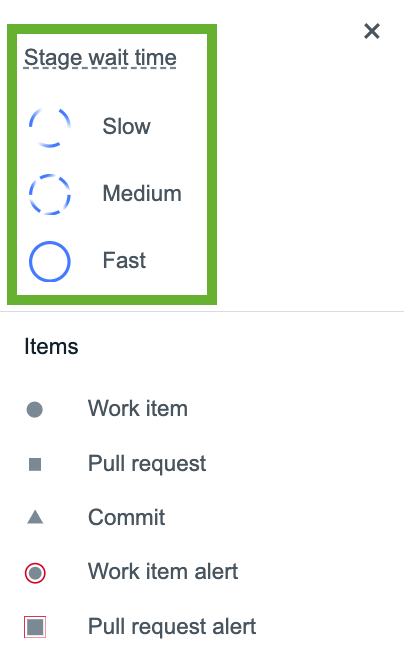 Stage wait time
Slow
Medium
Fast
Items
Work item
Pull request
Commit
Work item alert
Pull request alert